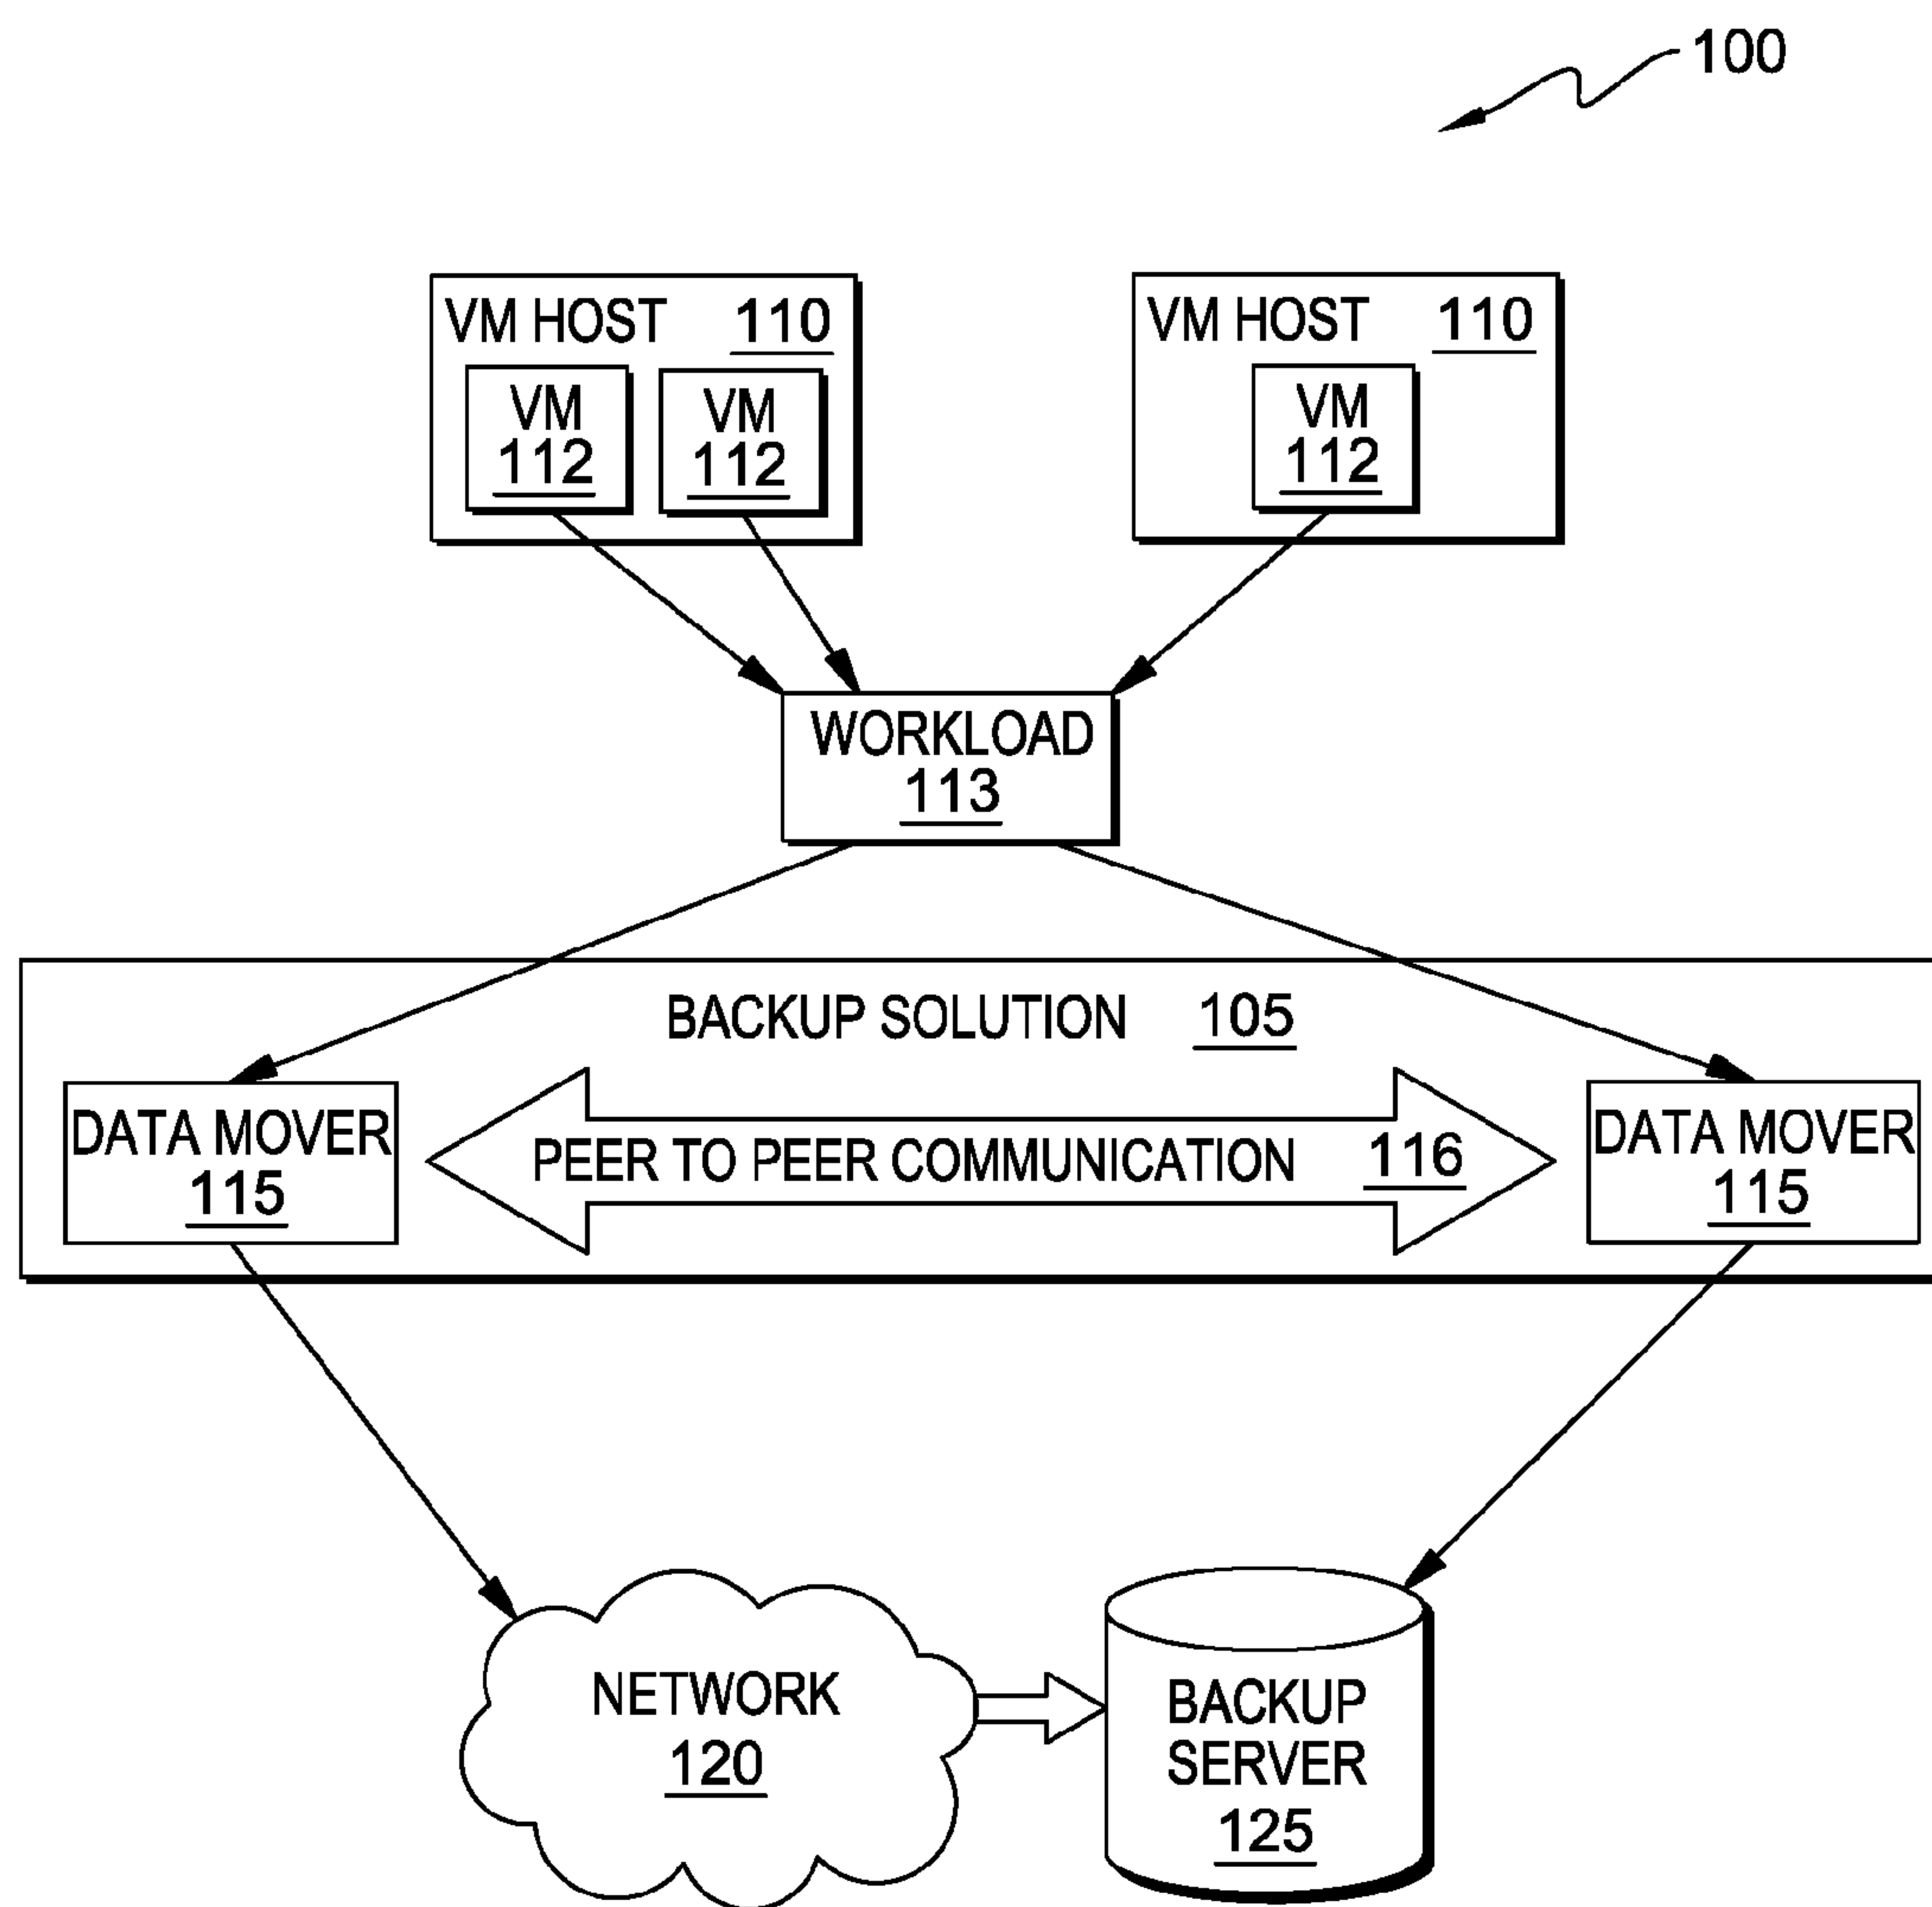 100
VM HOST 110
VM
112
VM
112
VM HOST 110
VM
112
WORKLOAD
113
BACKUP SOLUTION 105
DATA MOVER
115
PEER TO PEER COMMUNICATION 116
DATA MOVER
115
NETWORK
120
BACKUP
SERVER
125